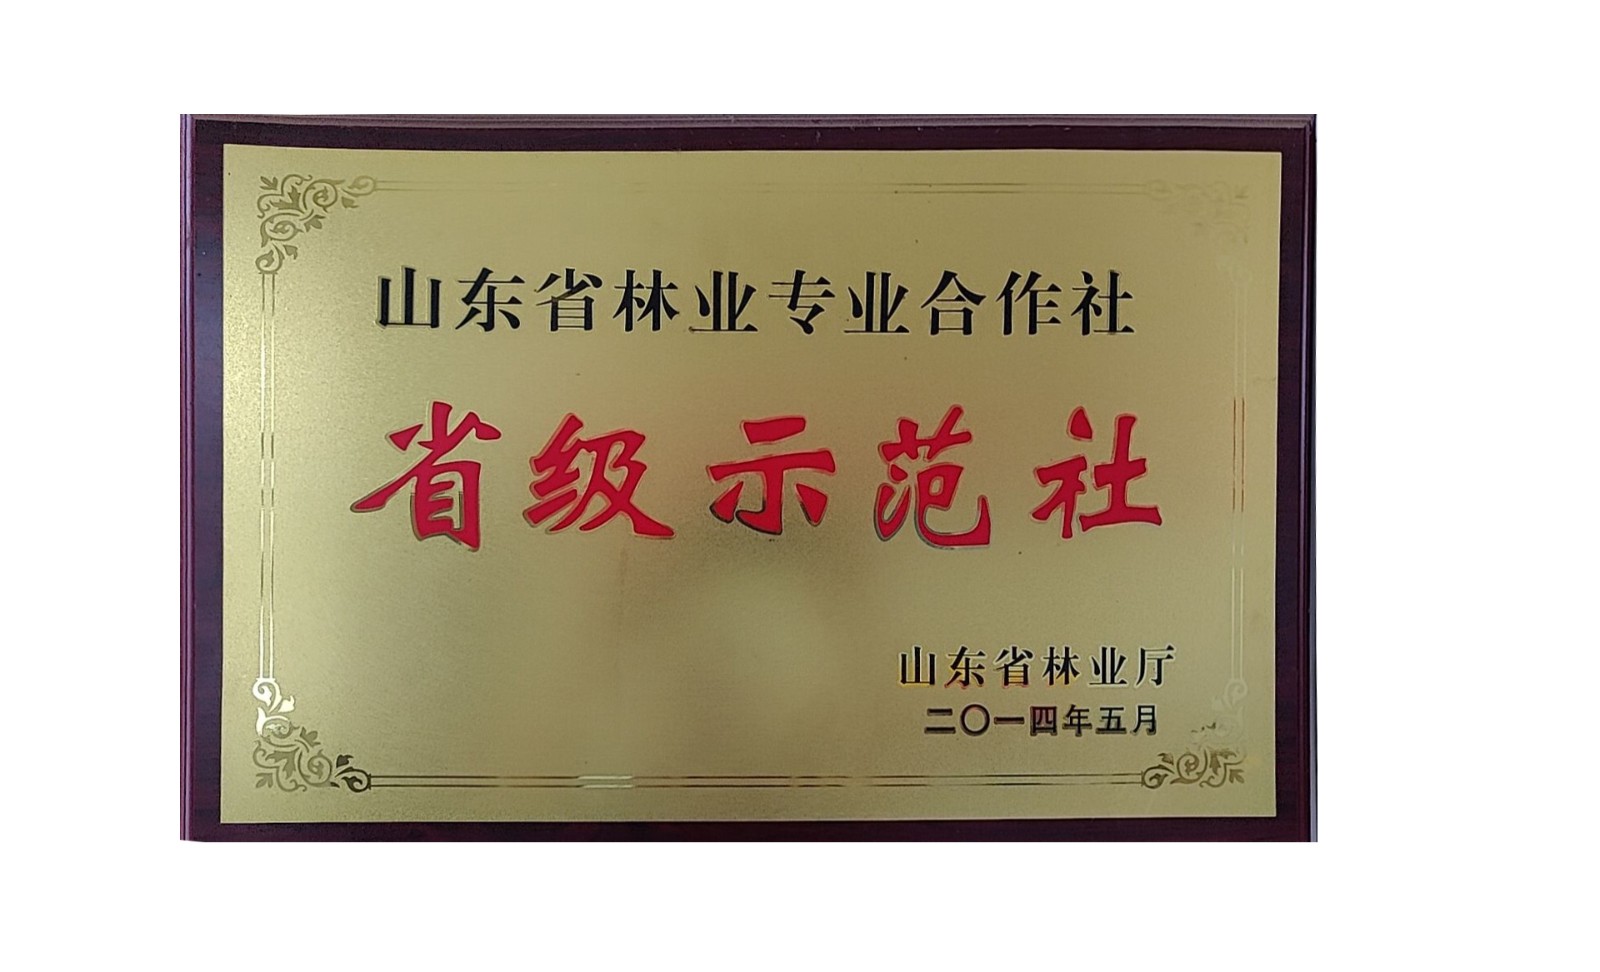 山东省林业专业合作社
省级示范社
山东省林业厅
二〇一四年五月